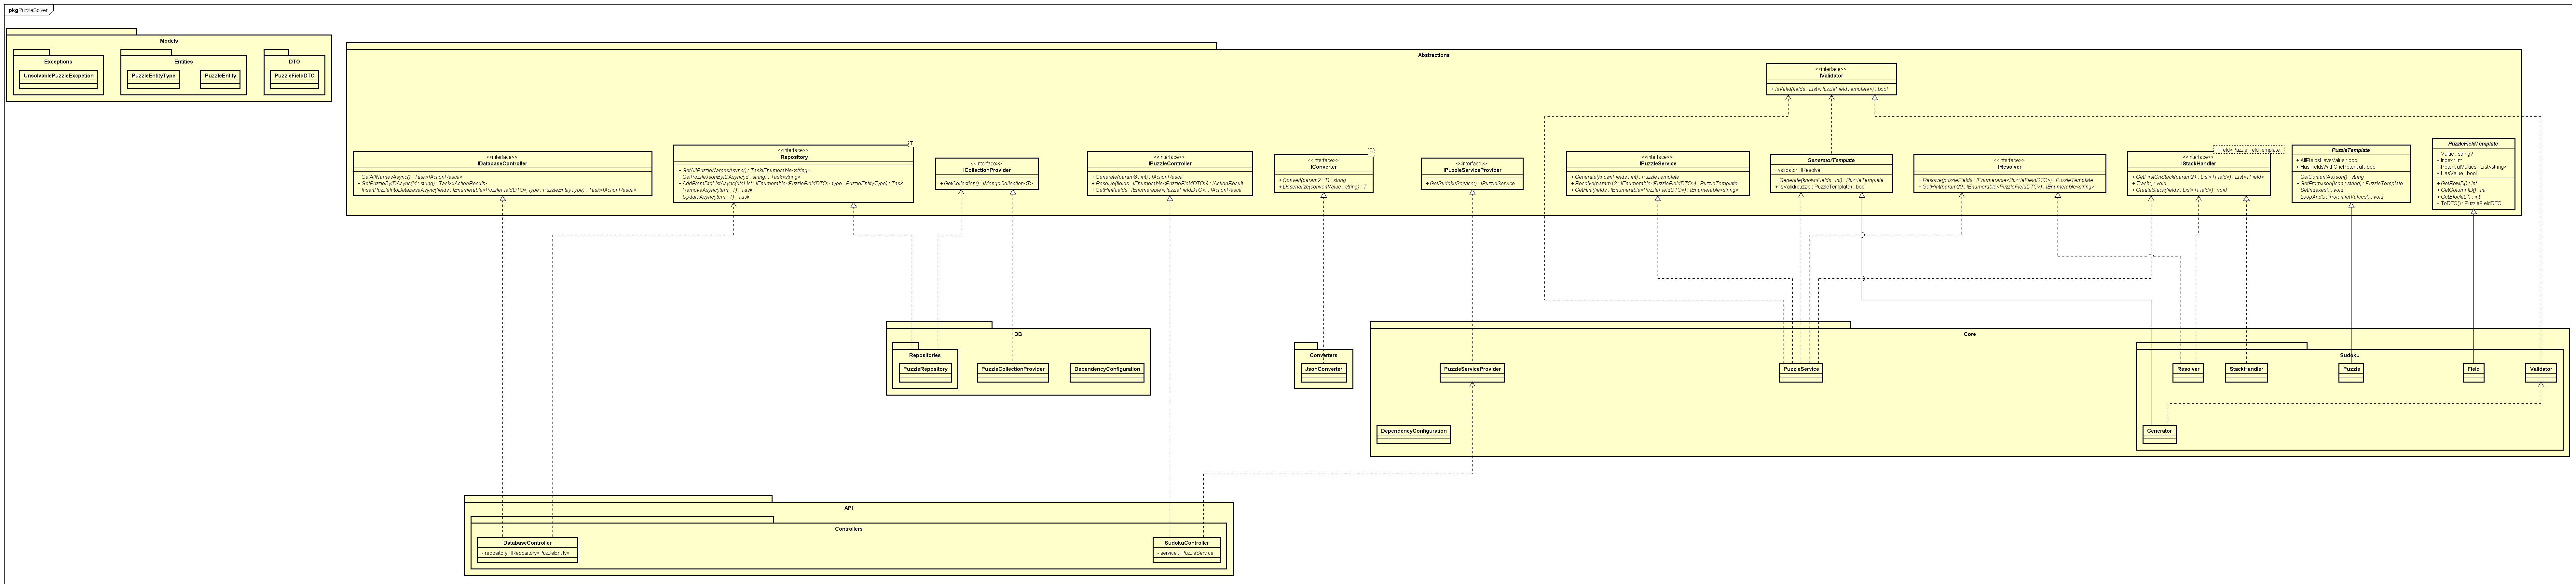 pkg PuzzleSolver
Models
Exceptions
UnsolvablePuzzleExcpetion
Entities
PuzzleEntityType
PuzzleEntity
DTO
PuzzleFieldDTO
Abstractions
<<interface>>
IValidator
+ IsValid(fields : List<PuzzleFieldTemplate>) : bool
<<interface>>
IDatabaseController
+ GetAllNamesAsync() : Task<IActionResult>
+ GetPuzzleByIDAsync(id : string) : Task<IActionResult>
+ InsertPuzzleIntoDatabaseAsync(fields : IEnumerable<PuzzleFieldDTO>, type : PuzzleEntityType) : Task<IActionResult>
T
<<interface>>
IRepository
+ GetAllPuzzleNamesAsync() : TaskIEnumerable<string>
+ GetPuzzleJsonByIDAsync(id : string) : Task<string>
+ AddFromDtoListAsync(dtoList : IEnumerable<PuzzleFieldDTO>, type : PuzzleEntityType) : Task
+ RemoveAsync(item : T) : Task
+ UpdateAsync(item : T) : Task
<<interface>>
ICollectionProvider
+ GetCollection() : IMongoCollection<T>
<<interface>>
IPuzzleController
+ Generate(param6 : int) : IActionResult
+ Resolve(fields : IEnumerable<PuzzleFieldDTO>) : IActionResult
+ GetHint(fields : IEnumerable<PuzzleFieldDTO>) : IActionResult
T
<<interface>>
IConverter
+ Convert(param2 : T) : string
+ Deserialize(convertValue : string) : T
<<interface>>
IPuzzleServiceProvider
+ GetSudokuService() : IPuzzleService
<<interface>>
IPuzzleService
+ Generate(knownFields : int) : PuzzleTemplate
+ Resolve(param12 : IEnumerable<PuzzleFieldDTO>) : PuzzleTemplate
+ GetHint(fields : IEnumerable<PuzzleFieldDTO>) : IEnumerable<string>
GeneratorTemplate
- validator : IResolver
+ Generate(knownFields : int) : PuzzleTemplate
+ isValid(puzzle : PuzzleTemplate) : bool
<<interface>>
IResolver
+ Resolve(puzzleFields : IEnumerable<PuzzleFieldDTO>) : PuzzleTemplate
+ GetHint(param20 : IEnumerable<PuzzleFieldDTO>) : IEnumerable<string>
TField>PuzzleFieldTemplate
<<interface>>
IStackHandler
+ GetFirstOnStack(param21 : List<TField>) : List<TField>
+ Trash() : void
+ CreateStack(fields : List<TField>) : void
PuzzleTemplate
+ AllFieldsHaveValue : bool
+ HasFieldsWithOnePotential : bool
+ GetContentAsJson() : string
+ GetFromJson(json : string) : PuzzleTemplate
+ SetIndexes() : void
+ LoopAndGetPotentialValues() : void
PuzzleFieldTemplate
+ Value : string?
+ Index : int
+ PotentialValues : List<string>
+ HasValue : bool
+ GetRowID() : int
+ GetColumnID() : int
+ GetBlockID() : int
+ ToDTO() : PuzzleFieldDTO
DB
Repositories
PuzzleRepository
PuzzleCollectionProvider
DependencyConfiguration
Converters
JsonConverter
Core
PuzzleServiceProvider
PuzzleService
DependencyConfiguration
Sudoku
Resolver
StackHandler
Puzzle
Field
Validator
Generator
API
Controllers
DatabaseController
- repository : IRepository<PuzzleEntity>
SudokuController
- service : IPuzzleService